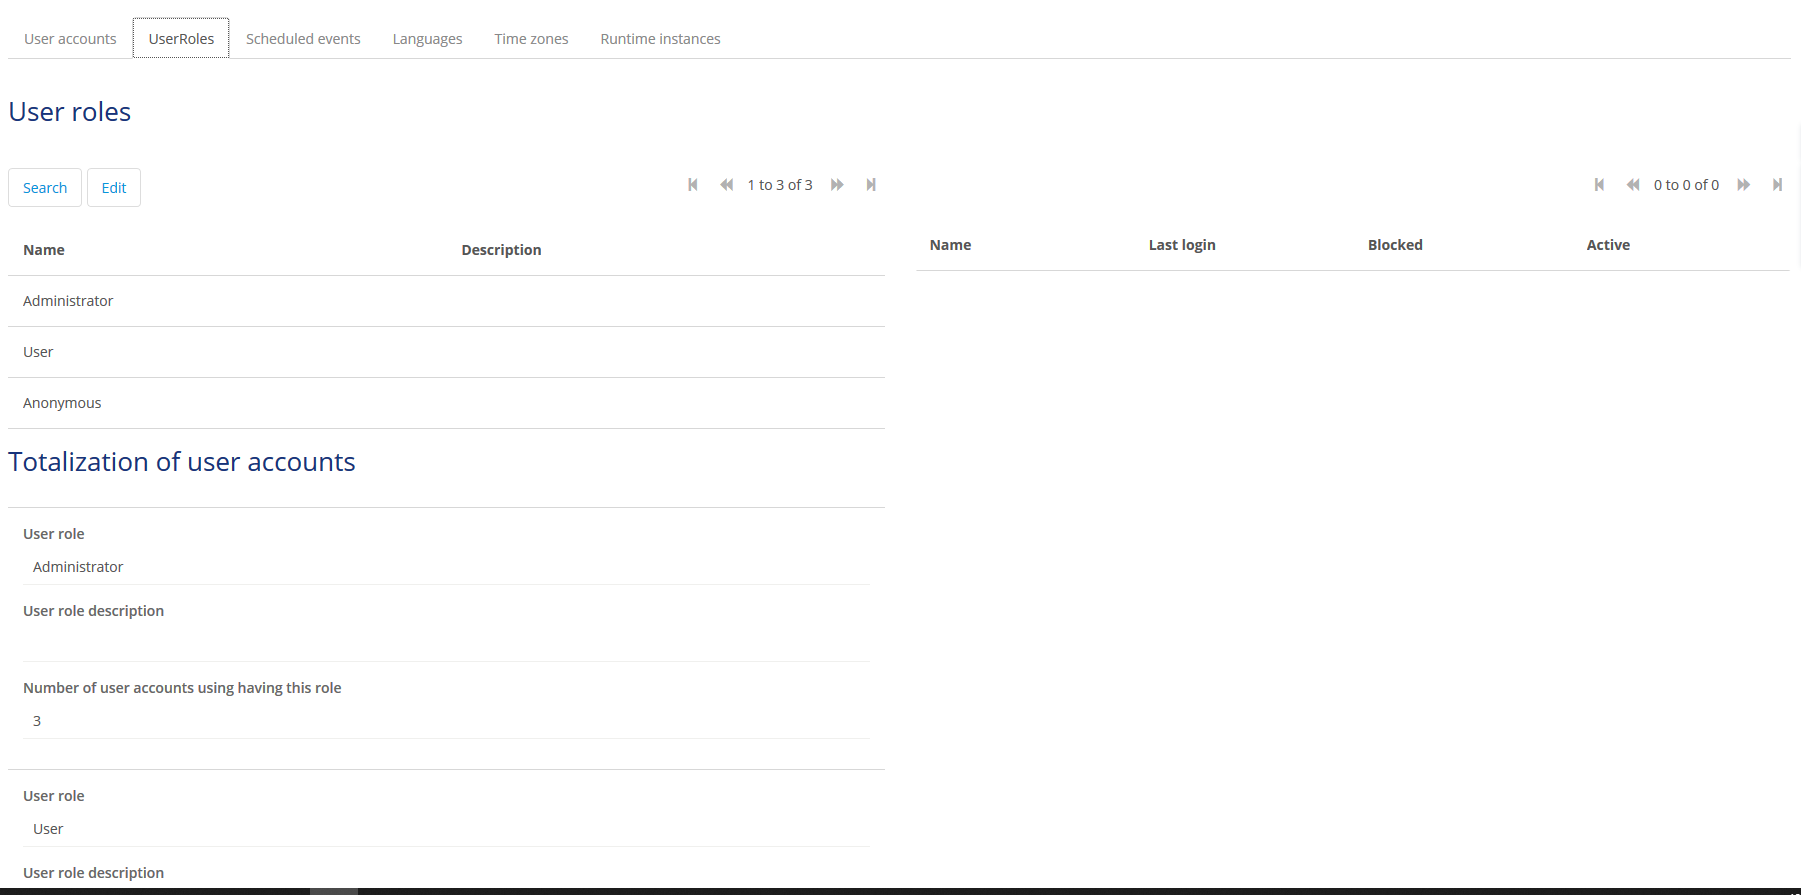 User accounts UserRoles Scheduled events Languages Time zones Runtime instances
User roles
Search Edit 1 to 3 of 3
Name Description
Administrator
User
Anonymous
0 to 0 of 0
Name Last login Blocked Active
Totalization of user accounts
User role
Administrator
User role description
Number of user accounts using having this role
3
User role
User
User role description